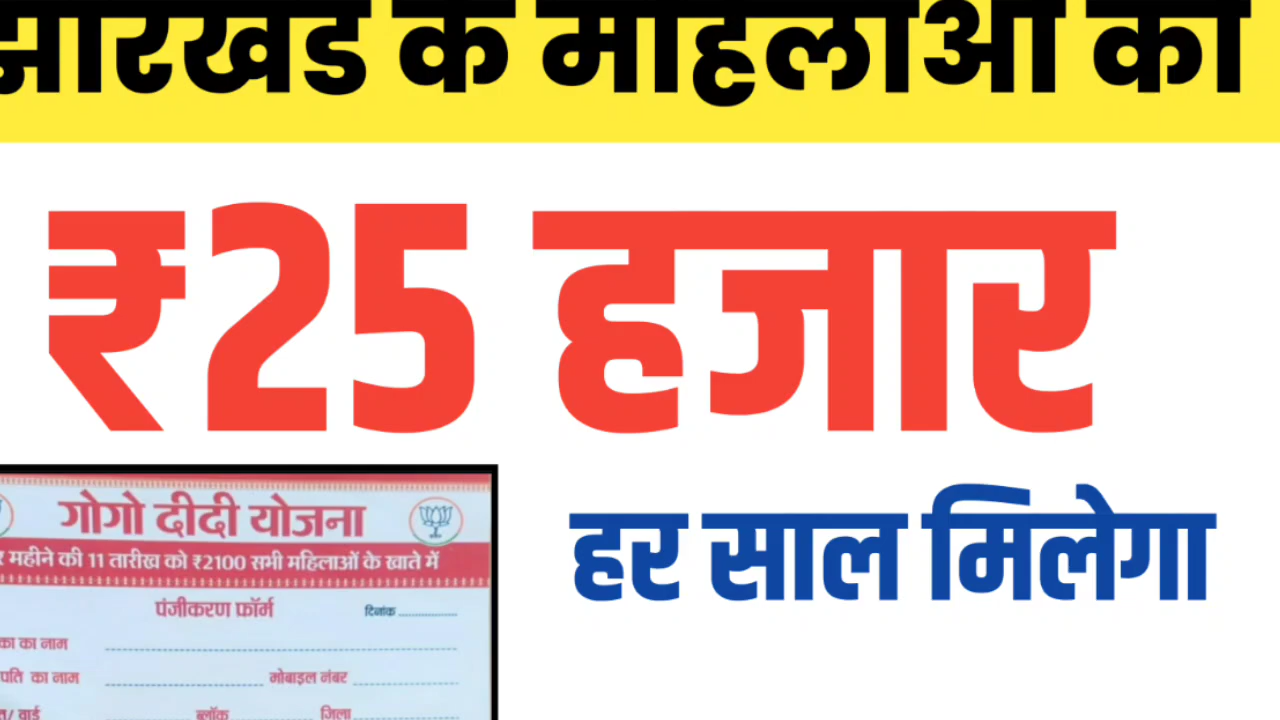 झारखंड के महिलाओं को
₹25 हजार
हर साल मिलेगा
गोगो दीदी योजना
महीने की 11 तारीख को ₹2100 सभी महिलाओं के खाते में
पंजीकरण फ़ॉर्म दिनांक
का नाम
पति का नाम मोबाइल नंबर
वार्ड ब्लॉक जिला